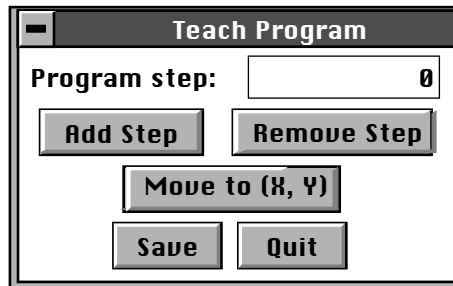 Teach Program
Program step: 0
Add Step Remove Step
Move to (X, Y)
Save Quit